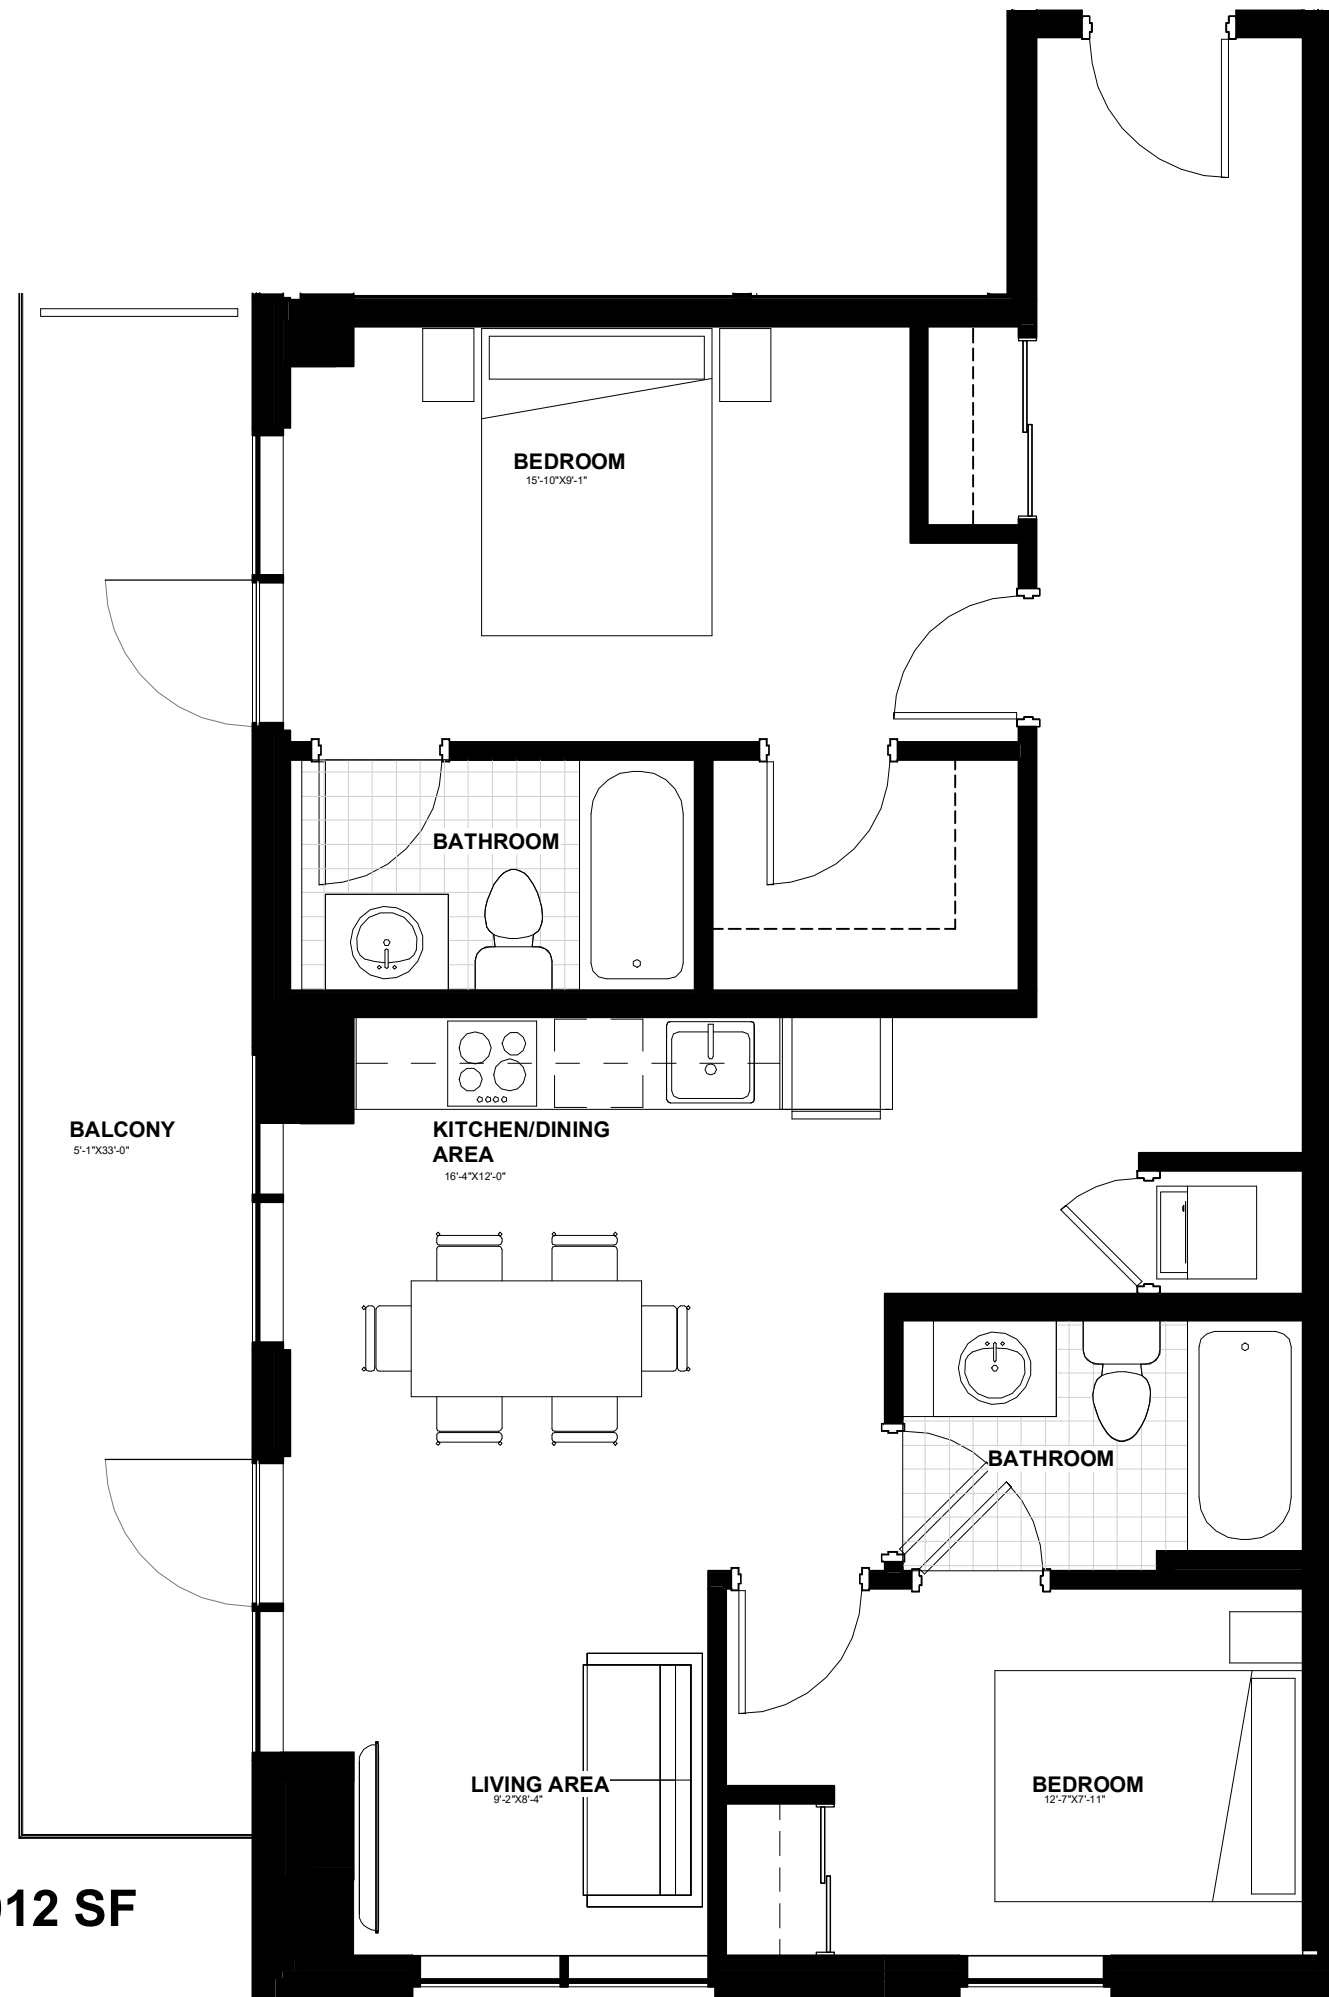 BEDROOM
15'-10"X9'-1"
BATHROOM
BALCONY
5'-1"X33'-0"
KITCHEN/DINING
AREA
16'-4"X12'-0"
BATHROOM
LIVING AREA
9'-2"X8'-4"
BEDROOM
12'-7"X7'-11"
12 SF